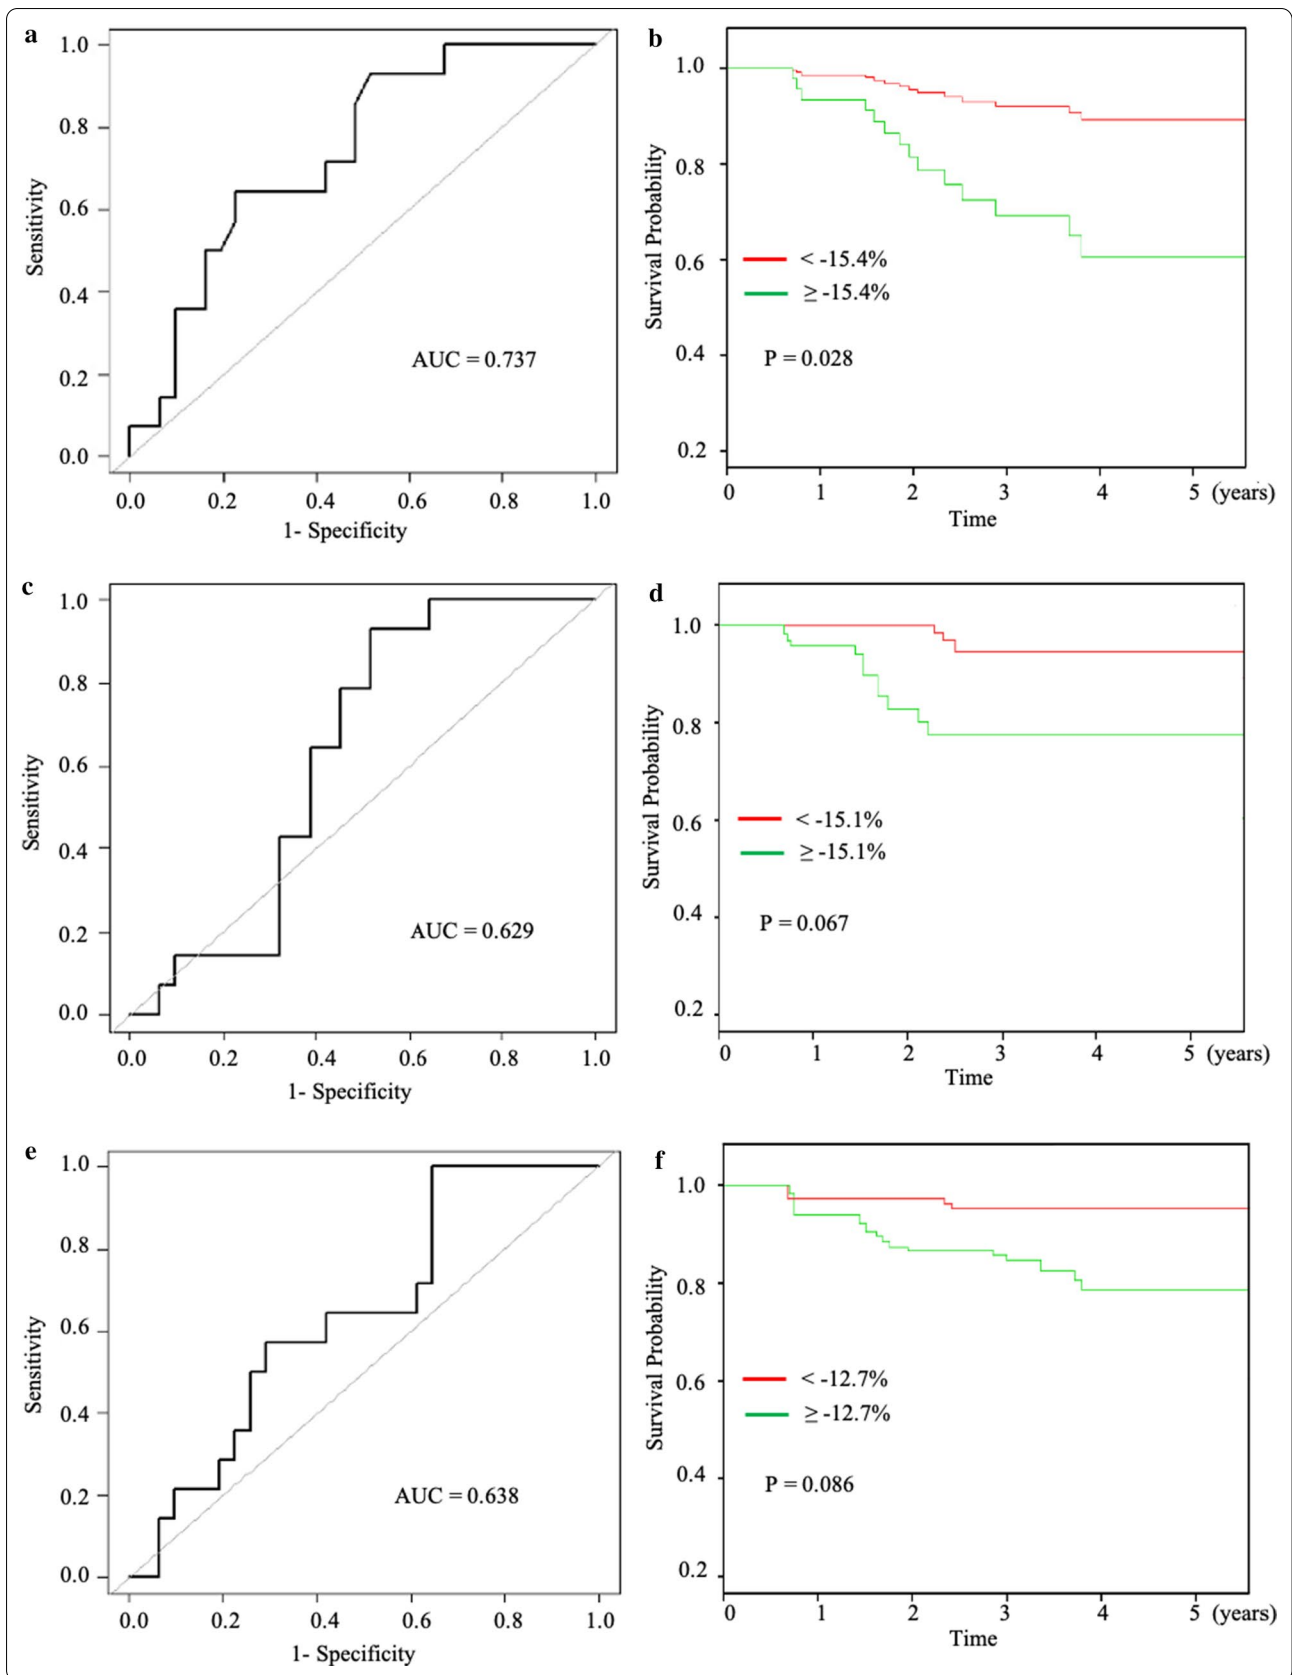 a
1.0
0.8
0.6
0.4
0.2
0.0
Sensitivity
AUC = 0.737
0.0 0.2 0.4 0.6 0.8 1.0
1- Specificity
b
1.0
0.8
0.6
0.4
0.2
Survival Probability
< -15.4%
≥ -15.4%
P = 0.028
0 1 2 3 4 5 (years)
Time
c
1.0
0.8
0.6
0.4
0.2
0.0
Sensitivity
AUC = 0.629
0.0 0.2 0.4 0.6 0.8 1.0
1- Specificity
d
1.0
0.8
0.6
0.4
0.2
Survival Probability
< -15.1%
≥ -15.1%
P = 0.067
0 1 2 3 4 5 (years)
Time
e
1.0
0.8
0.6
0.4
0.2
0.0
Sensitivity
AUC = 0.638
0.0 0.2 0.4 0.6 0.8 1.0
1- Specificity
f
1.0
0.8
0.6
0.4
0.2
Survival Probability
< -12.7%
≥ -12.7%
P = 0.086
0 1 2 3 4 5 (years)
Time